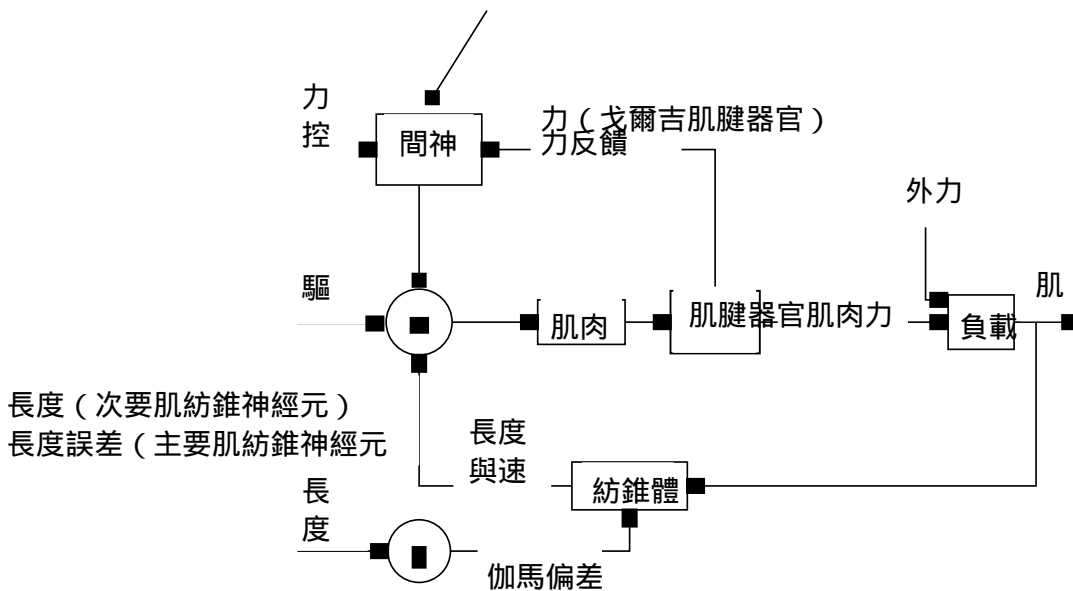 力
控
間神
力（戈爾吉肌腱器官）
力反饋
外力
驅
肌肉
肌腱器官肌肉力
負載
肌
長度（次要肌紡錐神經元）
長度誤差（主要肌紡錐神經元
長度
與速
紡錐體
長
度
伽馬偏差